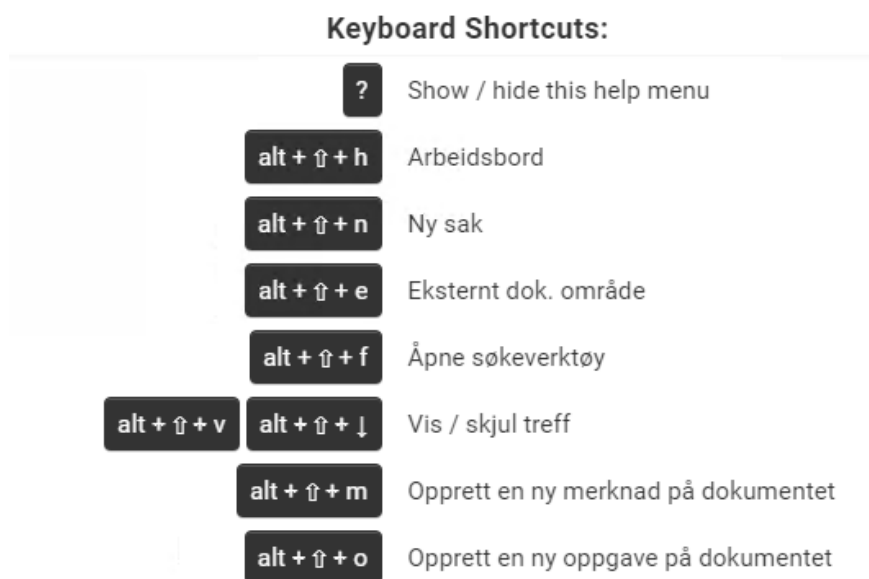 Keyboard Shortcuts:
? Show / hide this help menu
alt + ⇧ + h Arbeidsbord
alt + ⇧ + n Ny sak
alt + ⇧ + e Eksternt dok. område
alt + ⇧ + f Åpne søkeverktøy
alt + ⇧ + v alt + ⇧ + ↓ Vis / skjul treff
alt + ⇧ + m Opprett en ny merknad på dokumentet
alt + ⇧ + o Opprett en ny oppgave på dokumentet